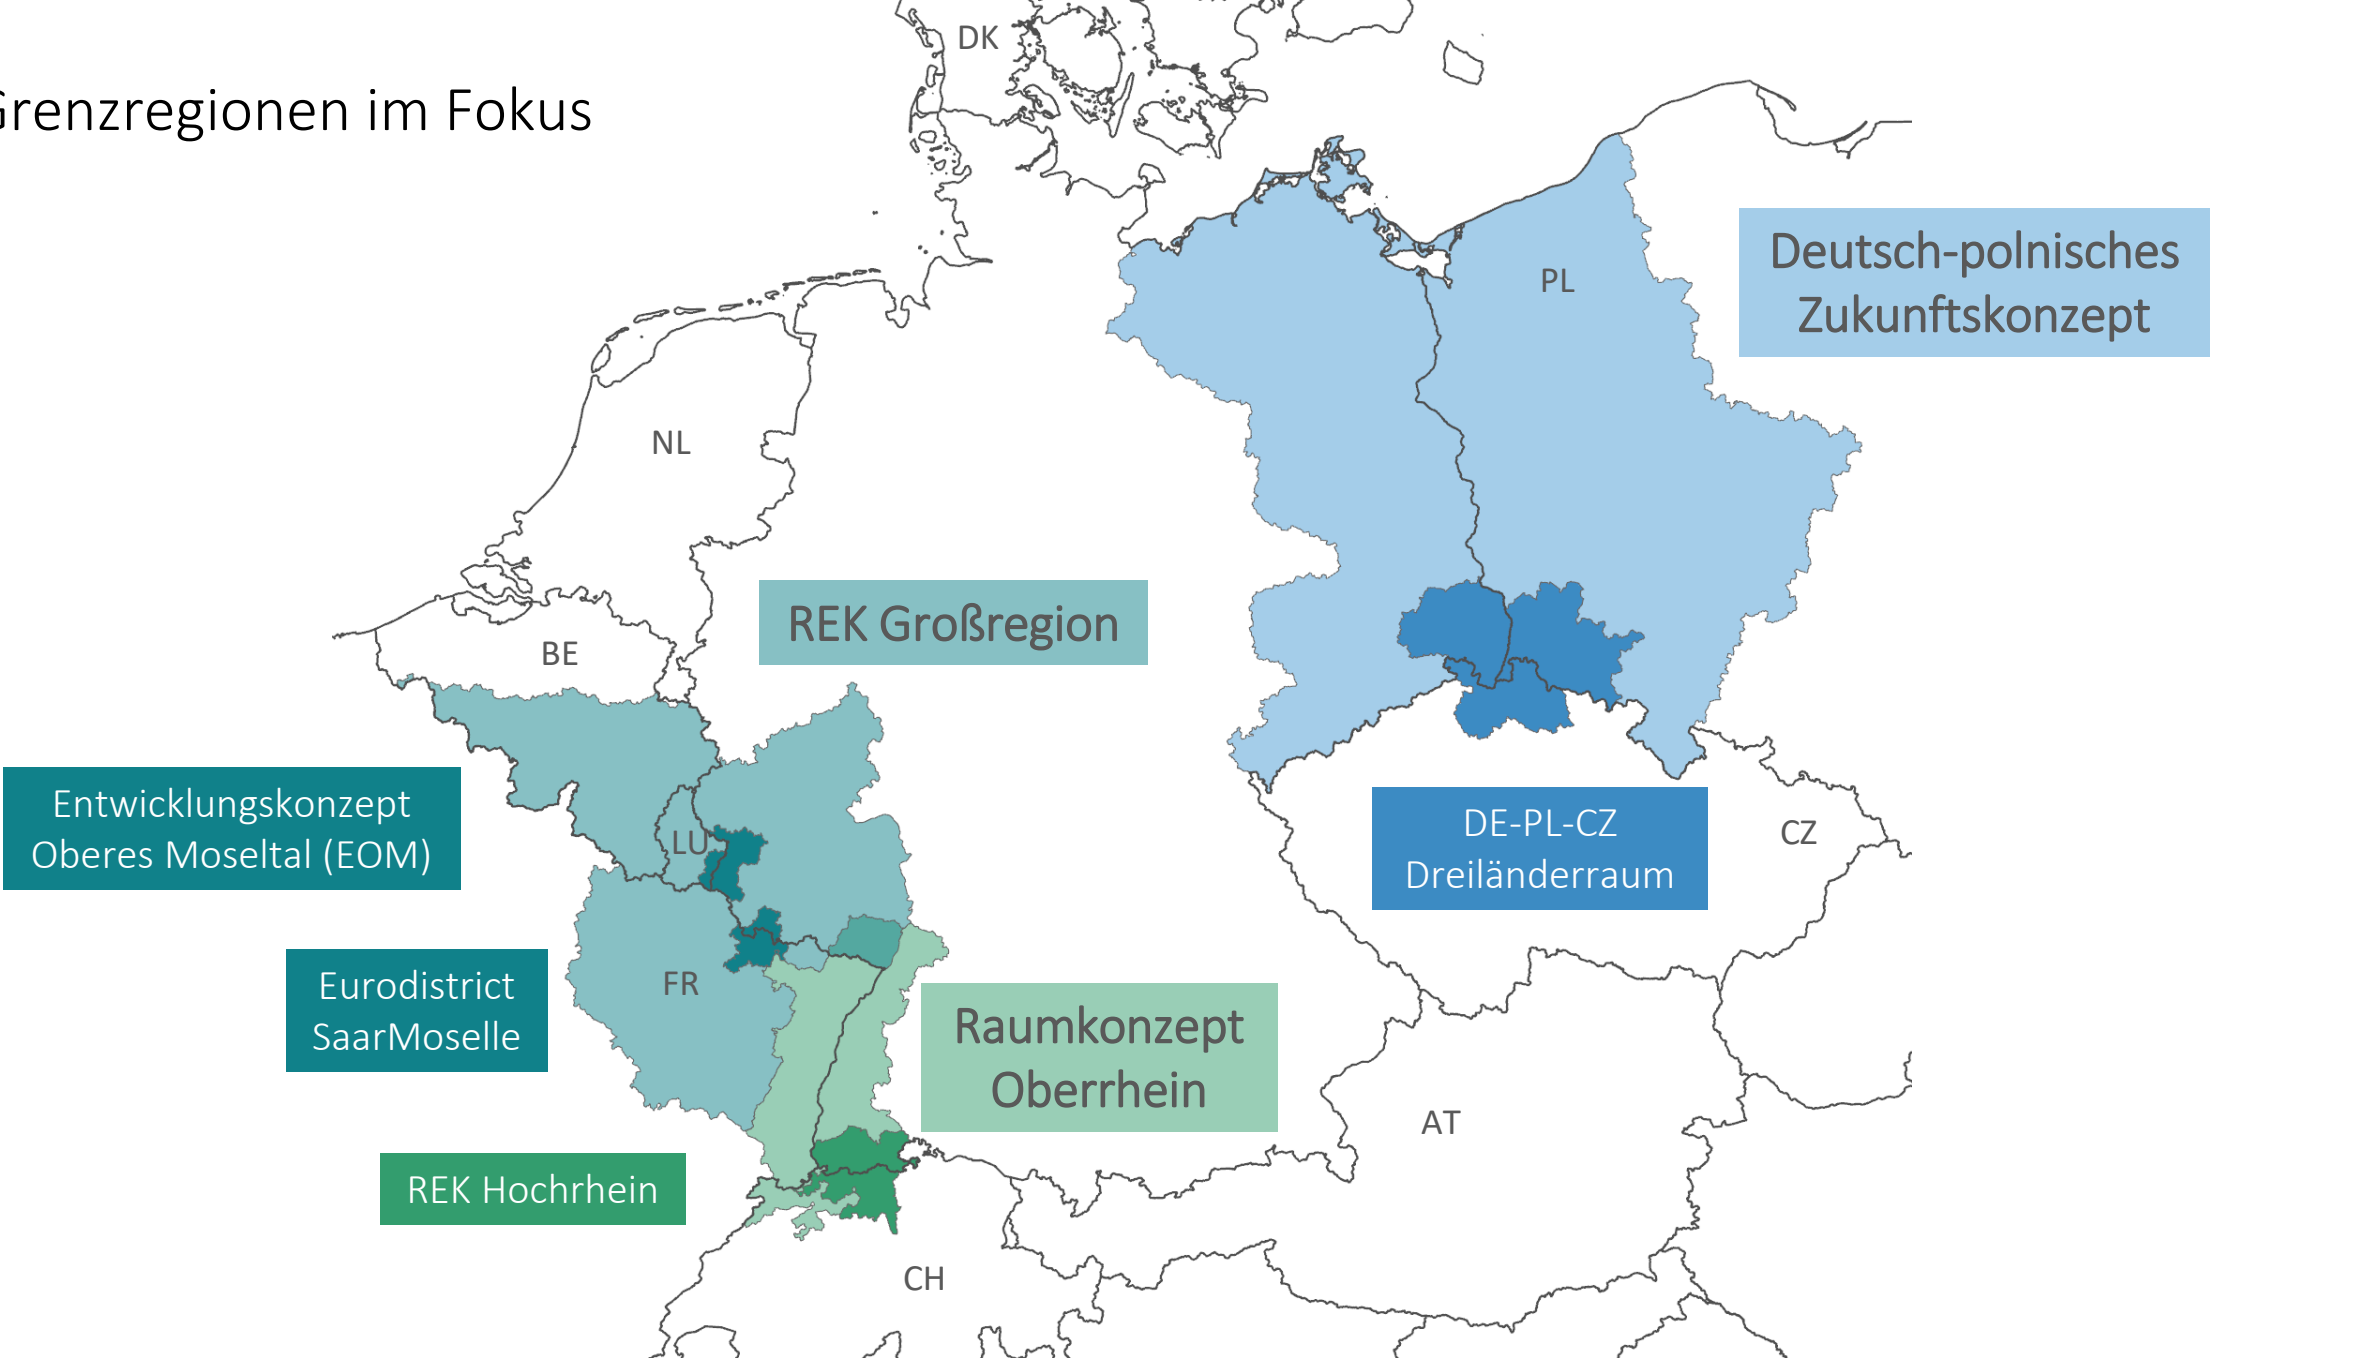 DK
Grenzregionen im Fokus
Deutsch-polnisches
Zukunftskonzept
PL
NL
REK Großregion
BE
Entwicklungskonzept
Oberes Moseltal (EOM)
LU
DE-PL-CZ
Dreiländerraum
CZ
Eurodistrict
SaarMoselle
FR
Raumkonzept
Oberrhein
AT
REK Hochrhein
CH